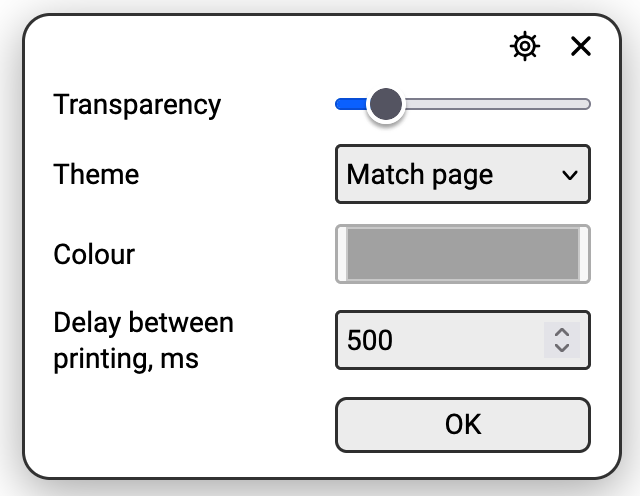 Transparency
Theme
Match page
Colour
Delay between
printing, ms
500
OK